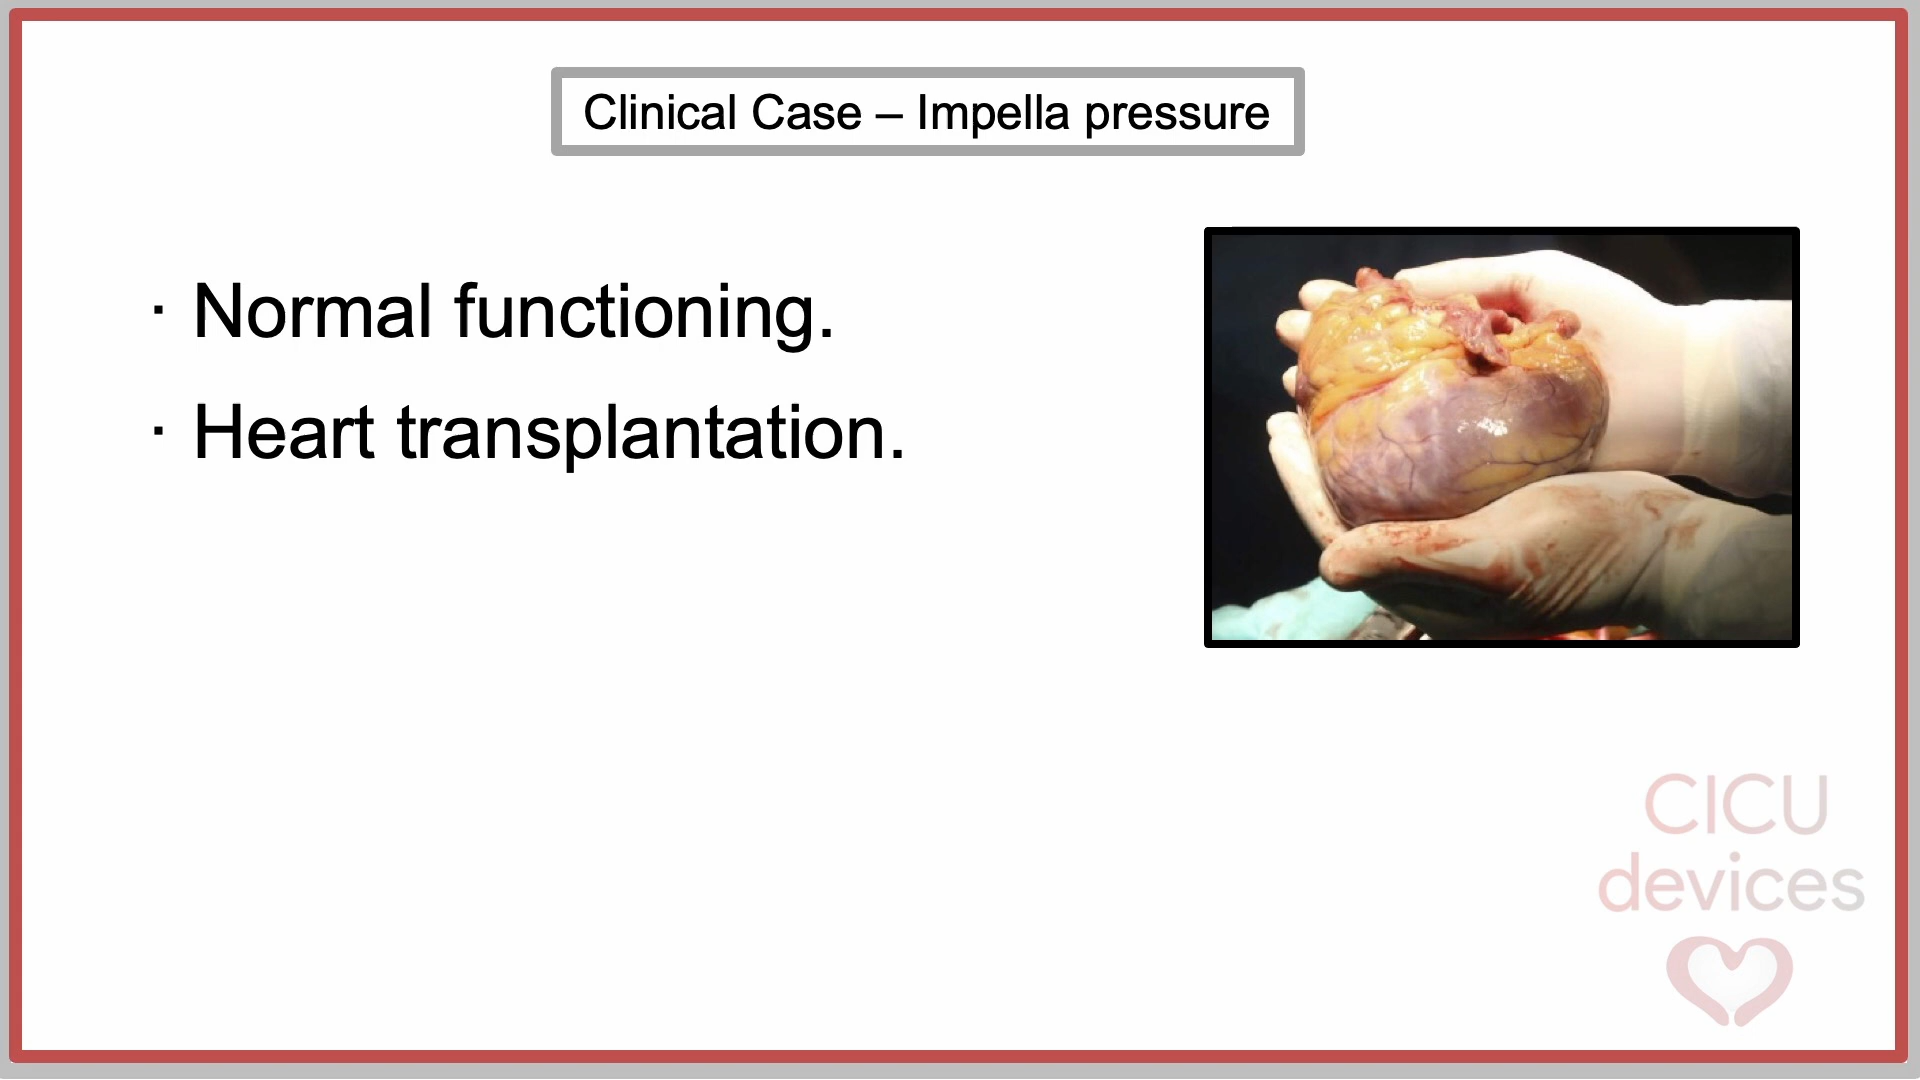 Clinical Case – Impella pressure
· Normal functioning.
· Heart transplantation.
CICU
devices